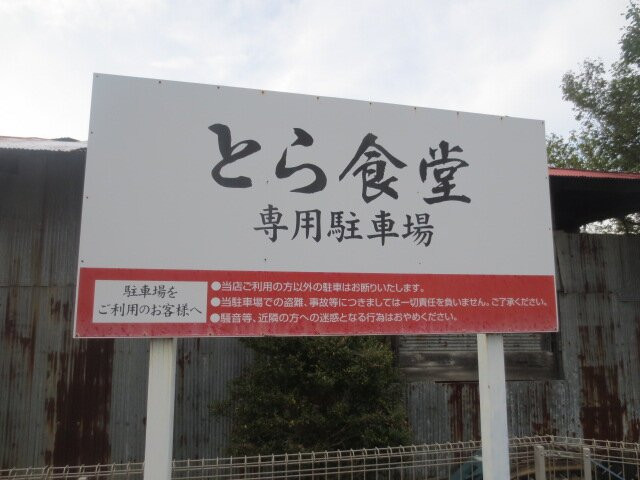 とら食堂
専用駐車場
駐車場を
ご利用のお客様へ
●当店ご利用の方以外の駐車はお断りいたします。
●当駐車場での盗難、事故等につきましては一切責任を負いません。ご了承ください。
●騒音等、近隣の方への迷惑となる行為はおやめください。